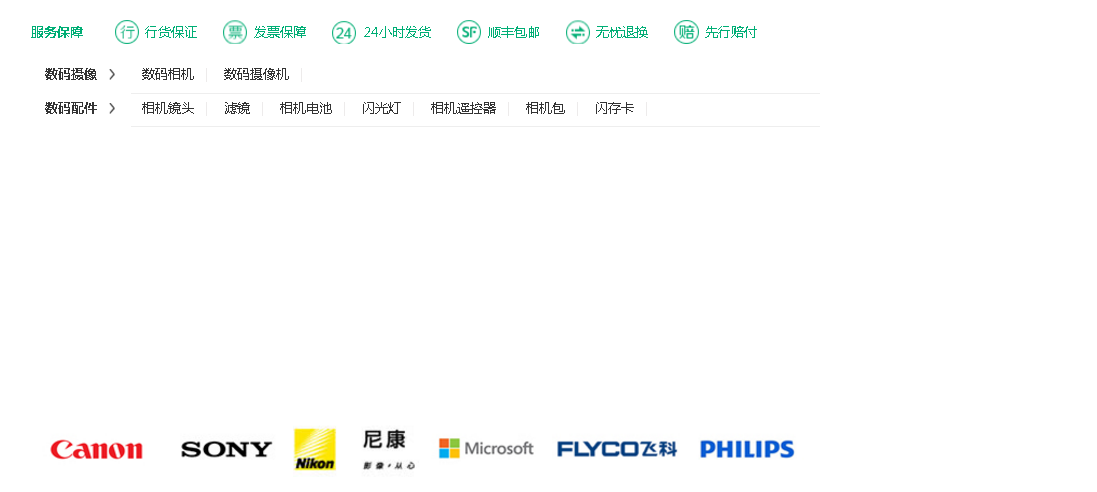 服务保障 行 行货保证 票 发票保障 24 24小时发货 SF 顺丰包邮 无忧退换 赔 先行赔付
数码摄像 数码相机 数码摄像机
数码配件 相机镜头 滤镜 相机电池 闪光灯 相机遥控器 相机包 闪存卡
Canon SONY Nikon 尼康 影像·从心 Microsoft FLYCO飞科 PHILIPS